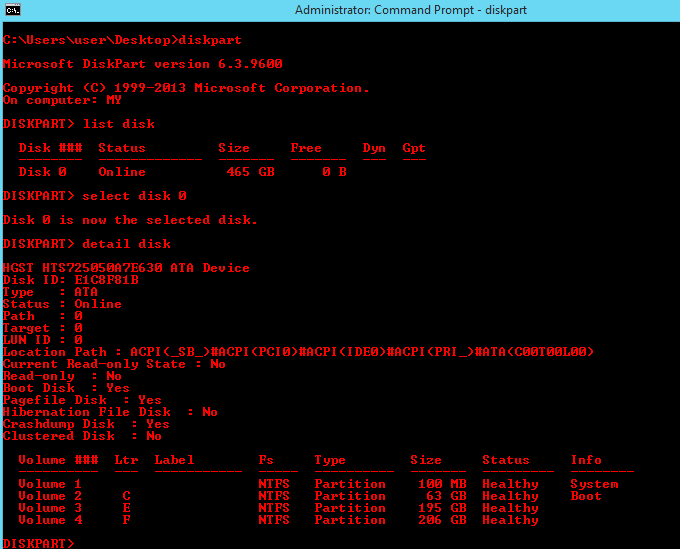 Administrator: Command Prompt - diskpart
C:\Users\user\Desktop>diskpart
Microsoft DiskPart version 6.3.9600
Copyright (C) 1999-2013 Microsoft Corporation.
On computer: MY
DISKPART> list disk
  Disk ###  Status         Size     Free     Dyn  Gpt
  --------  -------------  -------  -------  ---  ---
  Disk 0    Online          465 GB      0 B
DISKPART> select disk 0
Disk 0 is now the selected disk.
DISKPART> detail disk
HGST HTS725050A7E630 ATA Device
Disk ID: E1C8F81B
Type   : ATA
Status : Online
Path   : 0
Target : 0
LUN ID : 0
Location Path : ACPI(_SB_)#ACPI(PCI0)#ACPI(IDE0)#ACPI(PRI_)#ATA(C00T00L00)
Current Read-only State : No
Read-only  : No
Boot Disk  : Yes
Pagefile Disk  : Yes
Hibernation File Disk  : No
Crashdump Disk  : Yes
Clustered Disk  : No
  Volume ###  Ltr  Label        Fs     Type        Size     Status     Info
  ----------  ---  -----------  -----  ----------  -------  ---------  --------
  Volume 1                      NTFS   Partition    100 MB  Healthy    System
  Volume 2     C                NTFS   Partition     63 GB  Healthy    Boot
  Volume 3     E                NTFS   Partition    195 GB  Healthy
  Volume 4     F                NTFS   Partition    206 GB  Healthy
DISKPART>